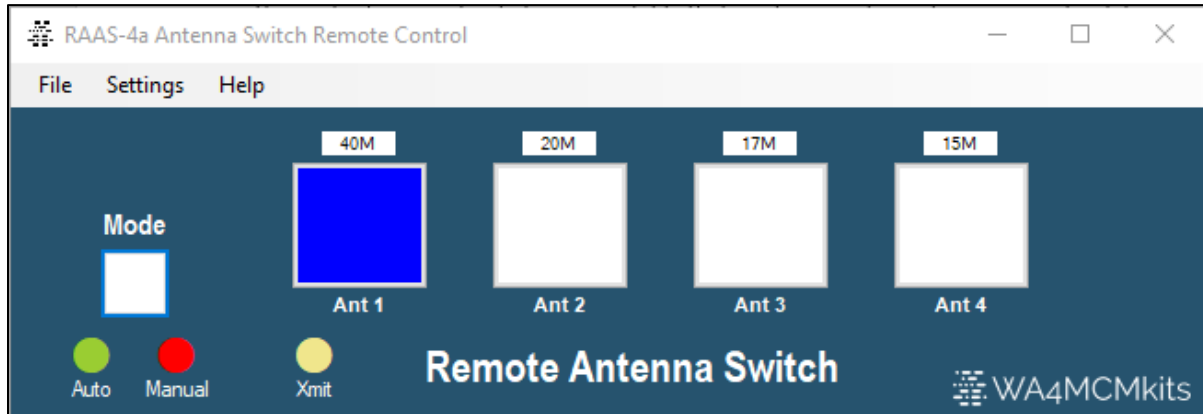 RAAS-4a Antenna Switch Remote Control
File Settings Help
40M 20M 17M 15M
Mode
Ant 1 Ant 2 Ant 3 Ant 4
Auto Manual Xmit
Remote Antenna Switch
WA4MCMkits